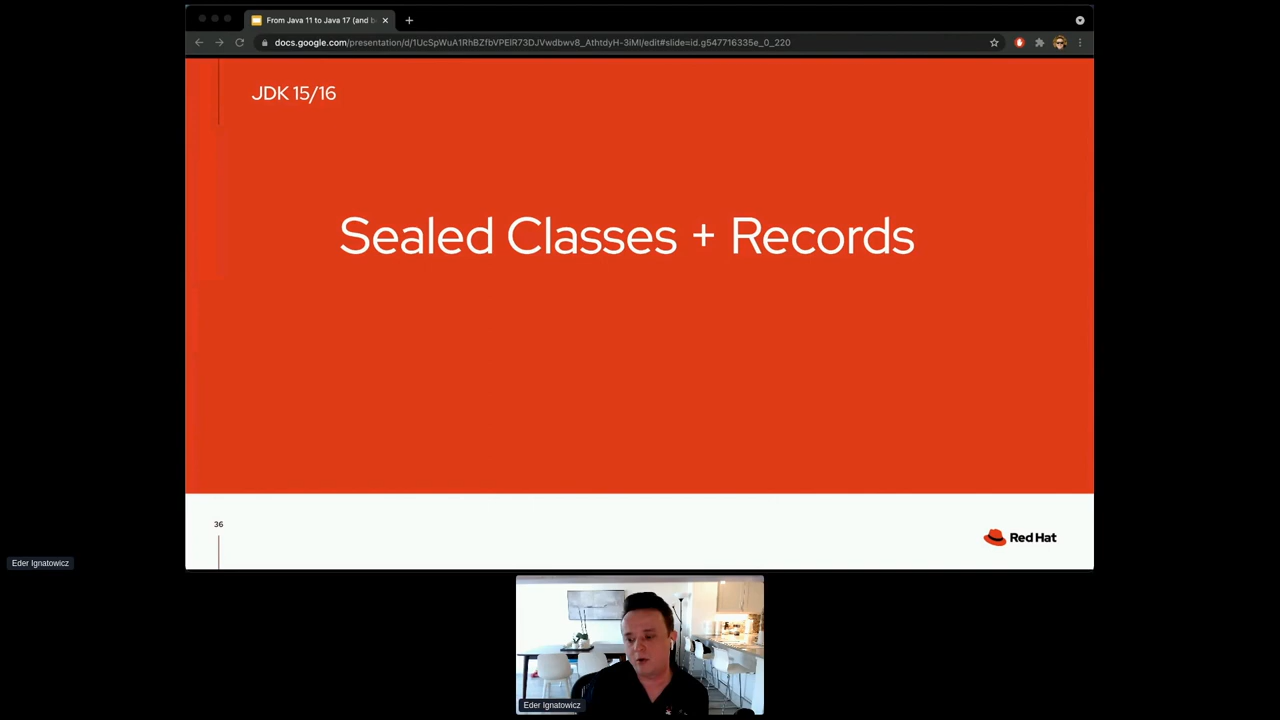 From Java 11 to Java 17 (and b
docs.google.com/presentation/d/1UcSpWuA1RhBZfbVPElR73DJVwdbwv8_AthtdyH-3iMI/edit#slide=id.g547716335e_0_220
JDK 15/16
Sealed Classes + Records
36
Red Hat
Eder Ignatowicz
Eder Ignatowicz